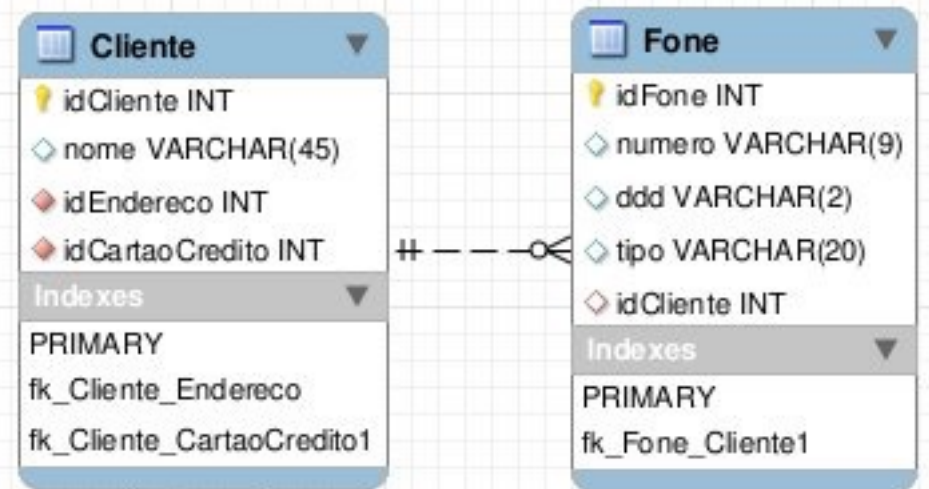 Cliente
idCliente INT
nome VARCHAR(45)
idEndereco INT
idCartaoCredito INT
Indexes
PRIMARY
fk_Cliente_Endereco
fk_Cliente_CartaoCredito1
Fone
idFone INT
numero VARCHAR(9)
ddd VARCHAR(2)
tipo VARCHAR(20)
idCliente INT
Indexes
PRIMARY
fk_Fone_Cliente1